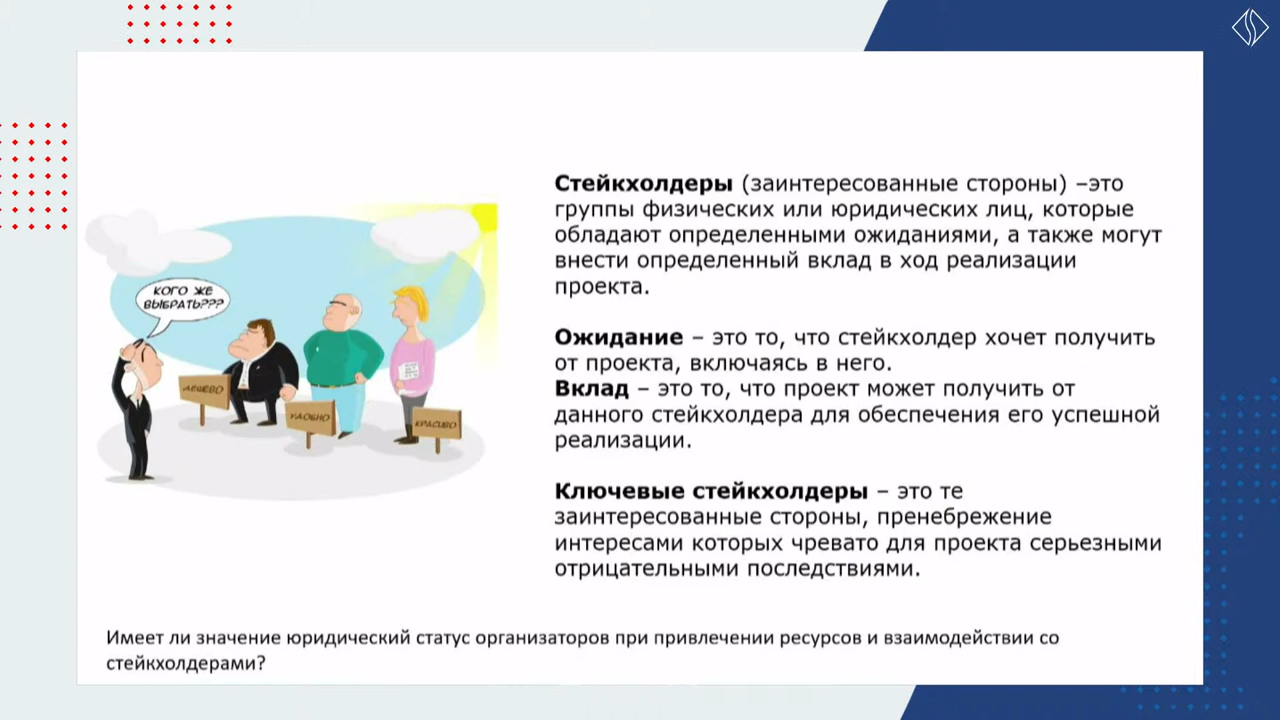 КОГО ЖЕ
ВЫБРАТЬ???
ДЕШЕВО
УДОБНО
КРАСИВО
Стейкхолдеры (заинтересованные стороны) –это
группы физических или юридических лиц, которые
обладают определенными ожиданиями, а также могут
внести определенный вклад в ход реализации
проекта.
Ожидание – это то, что стейкхолдер хочет получить
от проекта, включаясь в него.
Вклад – это то, что проект может получить от
данного стейкхолдера для обеспечения его успешной
реализации.
Ключевые стейкхолдеры – это те
заинтересованные стороны, пренебрежение
интересами которых чревато для проекта серьезными
отрицательными последствиями.
Имеет ли значение юридический статус организаторов при привлечении ресурсов и взаимодействии со
стейкхолдерами?